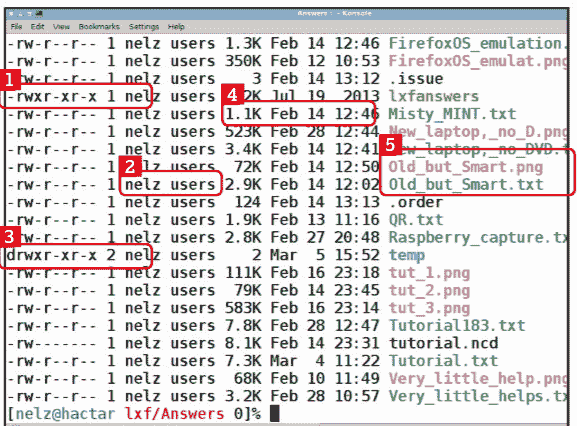 Answers : - Konsole
File Edit View Bookmarks Settings Help
-rw-r--r-- 1 nelz users 1.3K Feb 14 12:46 FirefoxOS_emulation.
-rw-r--r-- 1 nelz users 350K Feb 12 10:53 FirefoxOS_emulat.png
-rw-r--r-- 1 nelz users 3 Feb 14 13:12 .issue
1
-rwxr-xr-x 1 nelz users 2K Jul 19 2013 lxfanswers
4
-rw-r--r-- 1 nelz users 1.1K Feb 14 12:46 Misty_MINT.txt
-rw-r--r-- 1 nelz users 523K Feb 28 12:44 New_laptop,_no_D.png
-rw-r--r-- 1 nelz users 3.4K Feb 14 12:41 New_laptop,_no_DVD.t
5
-rw-r--r-- 1 nelz users 72K Feb 14 12:50 Old_but_Smart.png
2
-rw-r--r-- 1 nelz users 2.9K Feb 14 12:02 Old_but_Smart.txt
-rw-r--r-- 1 nelz users 124 Feb 14 13:13 .order
-rw-r--r-- 1 nelz users 1.9K Feb 13 11:16 QR.txt
3
-rw-r--r-- 1 nelz users 2.8K Feb 27 20:48 Raspberry_capture.tx
drwxr-xr-x 2 nelz users 2 Mar 5 15:52 temp
-rw-r--r-- 1 nelz users 111K Feb 16 23:18 tut_1.png
-rw-r--r-- 1 nelz users 79K Feb 14 23:45 tut_2.png
-rw-r--r-- 1 nelz users 583K Feb 16 23:14 tut_3.png
-rw-r--r-- 1 nelz users 7.8K Feb 28 12:47 Tutorial183.txt
-rw------- 1 nelz users 8.1K Feb 14 23:31 tutorial.ncd
-rw-r--r-- 1 nelz users 7.3K Mar 4 11:22 Tutorial.txt
-rw-r--r-- 1 nelz users 68K Feb 10 11:49 Very_little_help.png
-rw-r--r-- 1 nelz users 3.2K Feb 28 10:57 Very_little_helps.tx
[nelz@hactar lxf/Answers 0]%